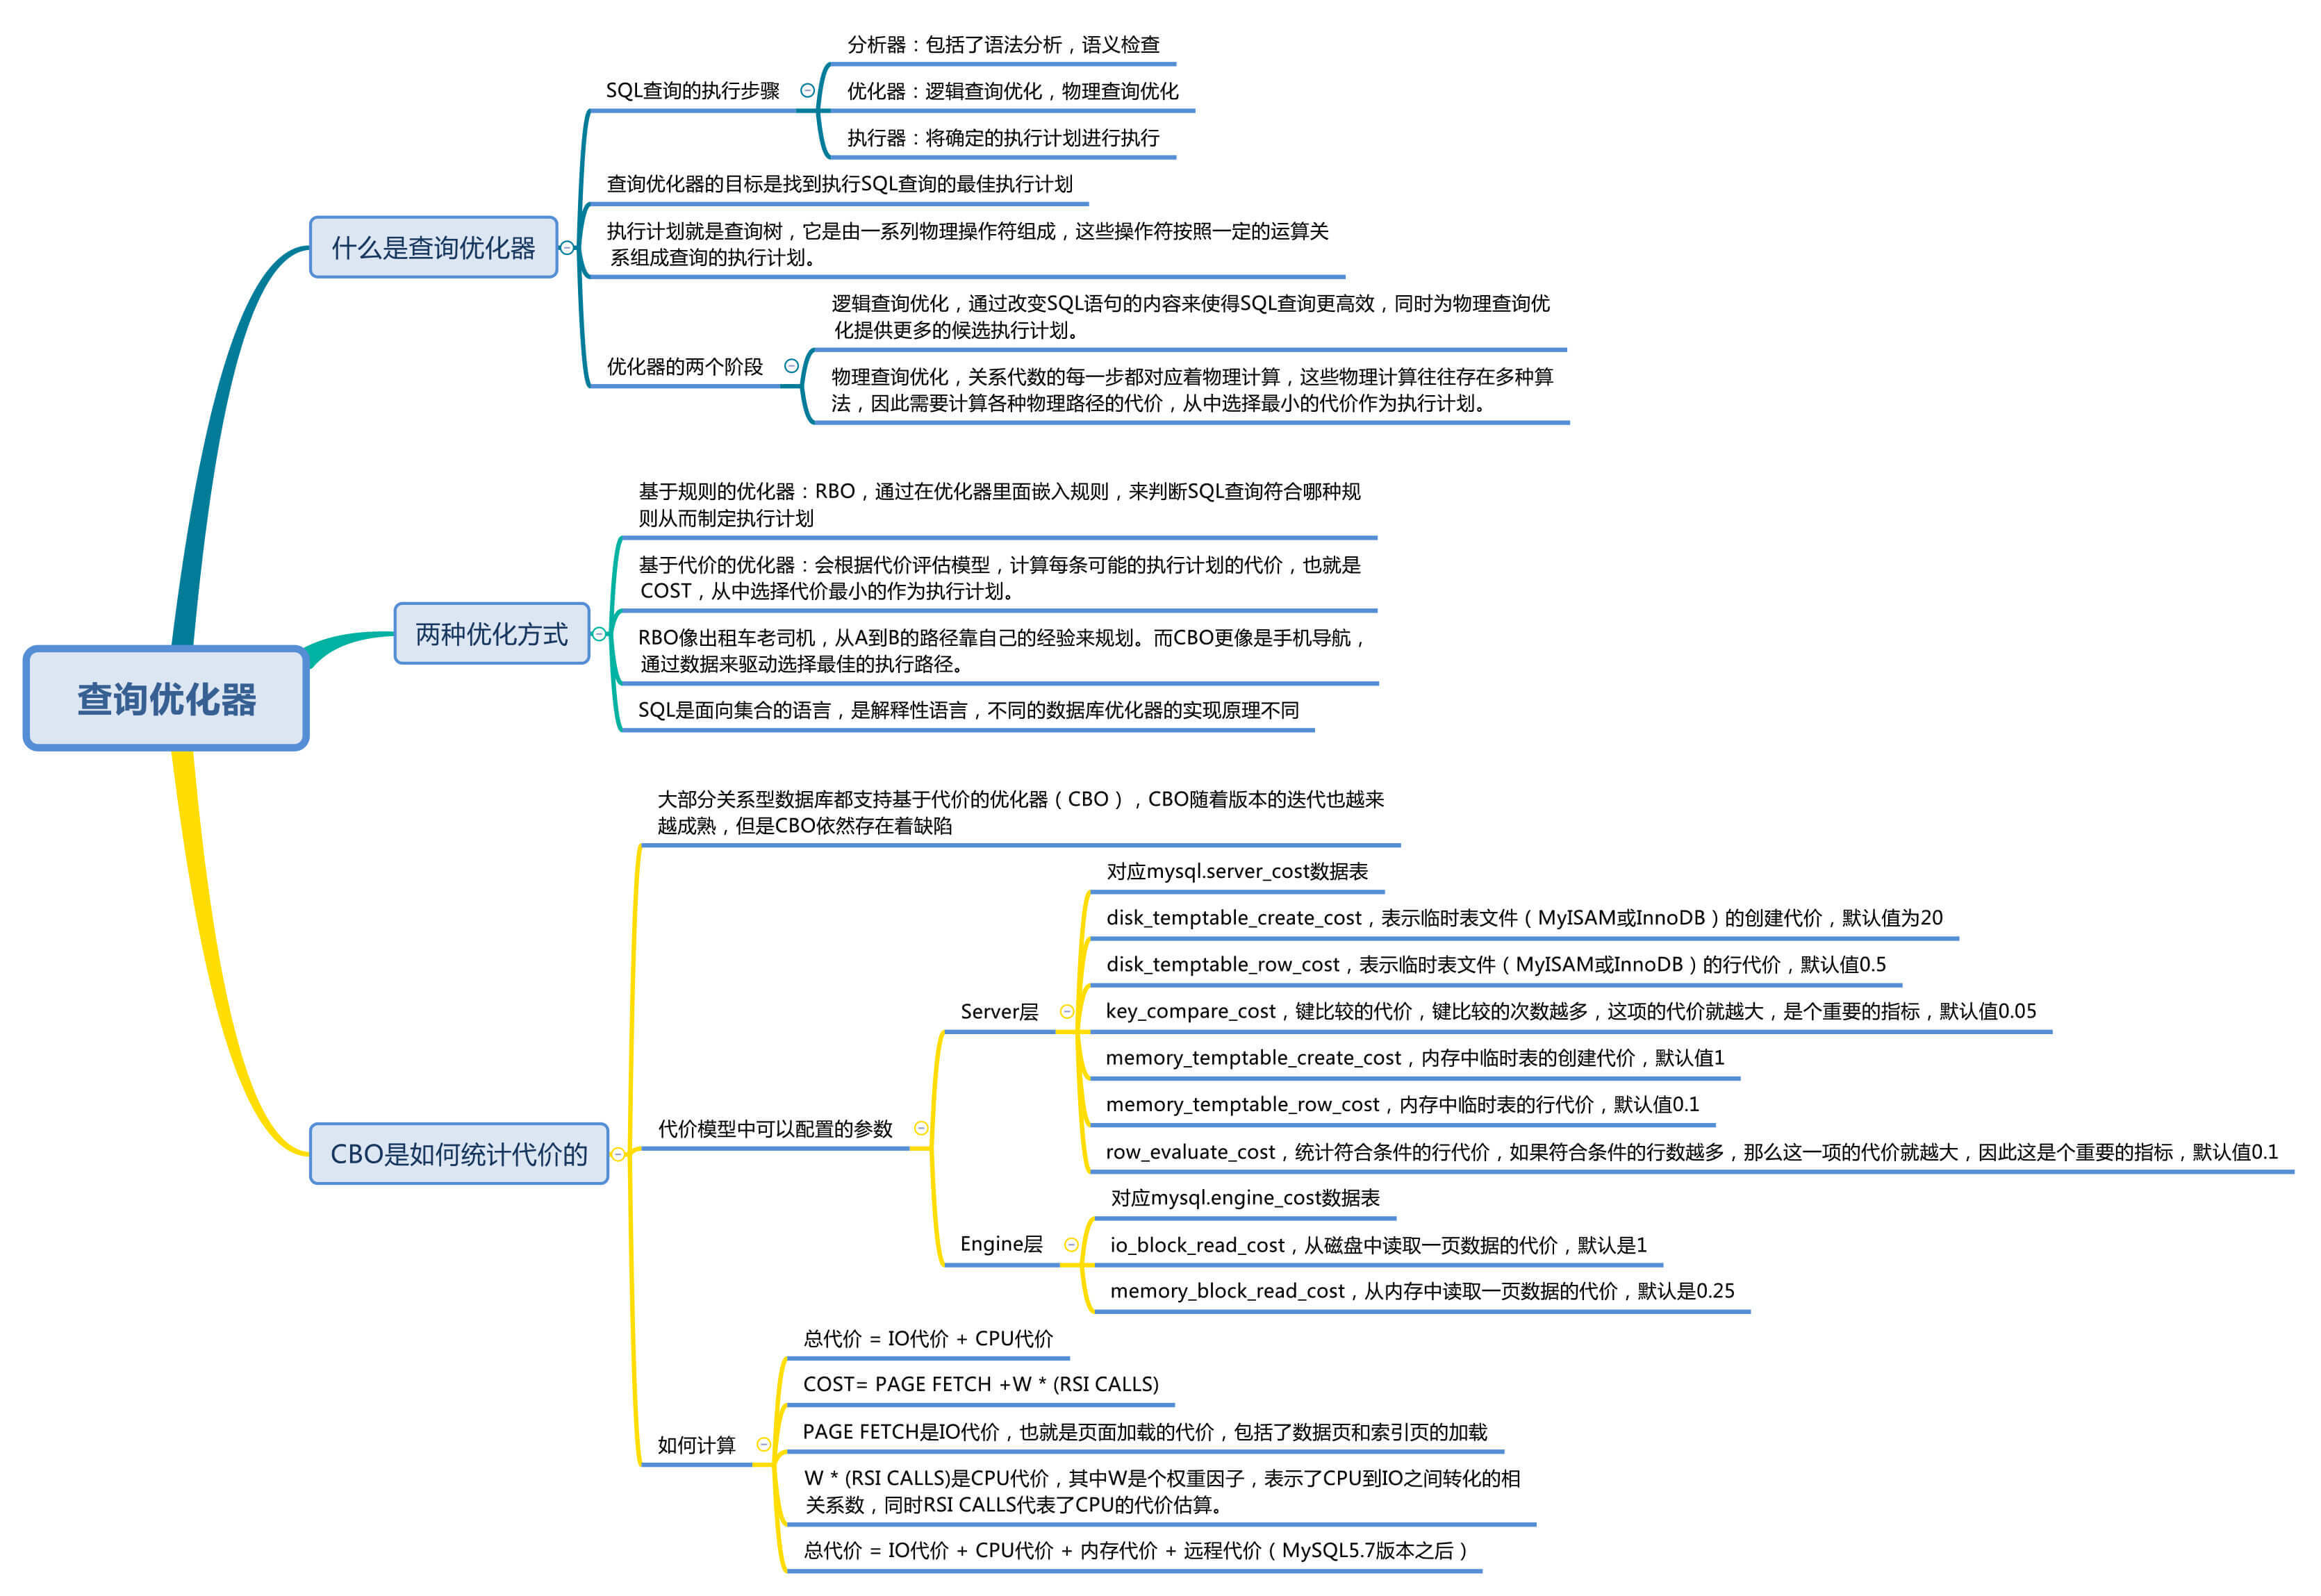 查询优化器
什么是查询优化器
SQL查询的执行步骤
分析器：包括了语法分析，语义检查
优化器：逻辑查询优化，物理查询优化
执行器：将确定的执行计划进行执行
查询优化器的目标是找到执行SQL查询的最佳执行计划
执行计划就是查询树，它是由一系列物理操作符组成，这些操作符按照一定的运算关
系组成查询的执行计划。
优化器的两个阶段
逻辑查询优化，通过改变SQL语句的内容来使得SQL查询更高效，同时为物理查询优
化提供更多的候选执行计划。
物理查询优化，关系代数的每一步都对应着物理计算，这些物理计算往往存在多种算
法，因此需要计算各种物理路径的代价，从中选择最小的代价作为执行计划。
两种优化方式
基于规则的优化器：RBO，通过在优化器里面嵌入规则，来判断SQL查询符合哪种规
则从而制定执行计划
基于代价的优化器：会根据代价评估模型，计算每条可能的执行计划的代价，也就是
COST，从中选择代价最小的作为执行计划。
RBO像出租车老司机，从A到B的路径靠自己的经验来规划。而CBO更像是手机导航，
通过数据来驱动选择最佳的执行路径。
SQL是面向集合的语言，是解释性语言，不同的数据库优化器的实现原理不同
CBO是如何统计代价的
大部分关系型数据库都支持基于代价的优化器（CBO），CBO随着版本的迭代也越来
越成熟，但是CBO依然存在着缺陷
代价模型中可以配置的参数
Server层
对应mysql.server_cost数据表
disk_temptable_create_cost，表示临时表文件（MyISAM或InnoDB）的创建代价，默认值为20
disk_temptable_row_cost，表示临时表文件（MyISAM或InnoDB）的行代价，默认值0.5
key_compare_cost，键比较的代价，键比较的次数越多，这项的代价就越大，是个重要的指标，默认值0.05
memory_temptable_create_cost，内存中临时表的创建代价，默认值1
memory_temptable_row_cost，内存中临时表的行代价，默认值0.1
row_evaluate_cost，统计符合条件的行代价，如果符合条件的行数越多，那么这一项的代价就越大，因此这是个重要的指标，默认值0.1
Engine层
对应mysql.engine_cost数据表
io_block_read_cost，从磁盘中读取一页数据的代价，默认是1
memory_block_read_cost，从内存中读取一页数据的代价，默认是0.25
如何计算
总代价 = IO代价 + CPU代价
COST= PAGE FETCH +W * (RSI CALLS)
PAGE FETCH是IO代价，也就是页面加载的代价，包括了数据页和索引页的加载
W * (RSI CALLS)是CPU代价，其中W是个权重因子，表示了CPU到IO之间转化的相
关系数，同时RSI CALLS代表了CPU的代价估算。
总代价 = IO代价 + CPU代价 + 内存代价 + 远程代价（MySQL5.7版本之后）